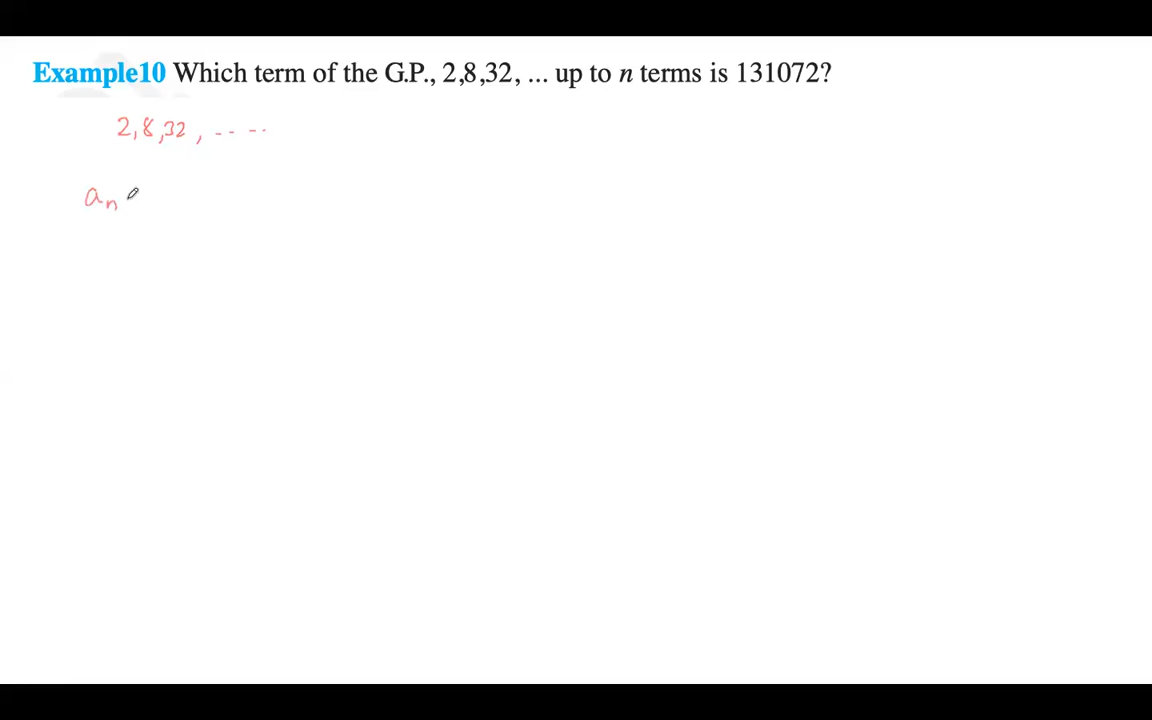 Example10 Which term of the G.P., 2,8,32, ... up to n terms is 131072?
2,8,32, -- --
an